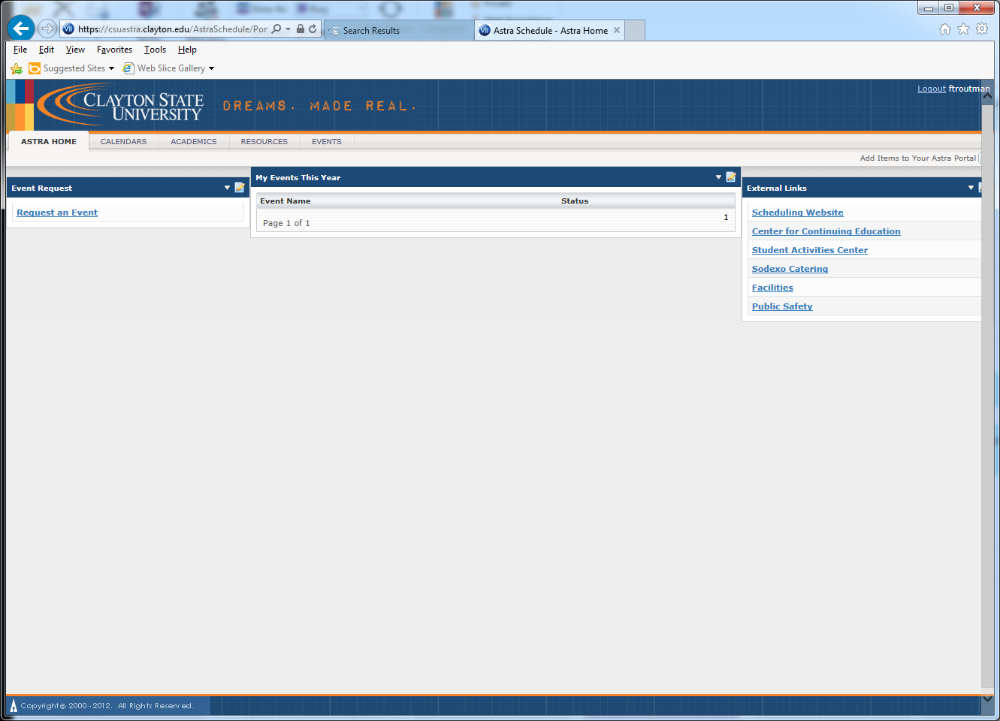 https://csuastra.clayton.edu/AstraSchedule/Por
Search Results
Astra Schedule - Astra Home
File Edit View Favorites Tools Help
Suggested Sites Web Slice Gallery
CLAYTON STATE
UNIVERSITY
DREAMS. MADE REAL.
Logout ftroutman
ASTRA HOME CALENDARS ACADEMICS RESOURCES EVENTS
Add Items to Your Astra Portal
Event Request
Request an Event
My Events This Year
Event Name Status
1
Page 1 of 1
External Links
Scheduling Website
Center for Continuing Education
Student Activities Center
Sodexo Catering
Facilities
Public Safety
Copyright© 2000 - 2012. All Rights Reserved.